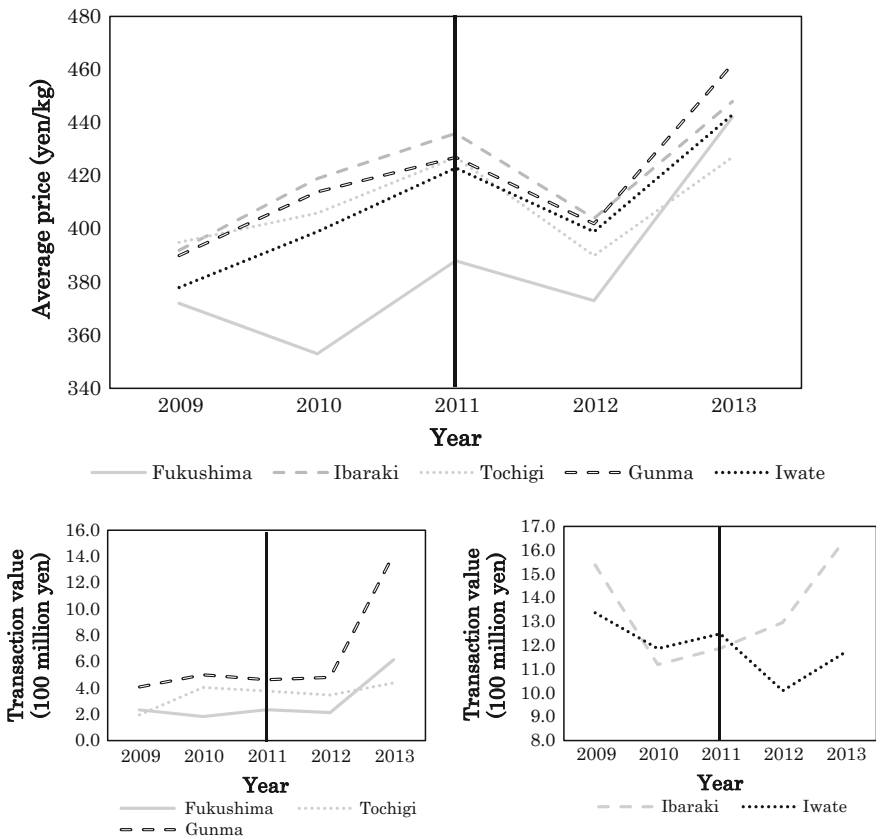 480
460
440
420
400
380
360
340
Average price (yen/kg)
2009 2010 2011 2012 2013
Year
Fukushima Ibaraki Tochigi Gunma Iwate
16.0
14.0
12.0
10.0
8.0
6.0
4.0
2.0
0.0
Transaction value
(100 million yen)
2009 2010 2011 2012 2013
Year
Fukushima Tochigi
Gunma
17.0
16.0
15.0
14.0
13.0
12.0
11.0
10.0
9.0
8.0
Transaction value
(100 million yen)
2009 2010 2011 2012 2013
Year
Ibaraki Iwate